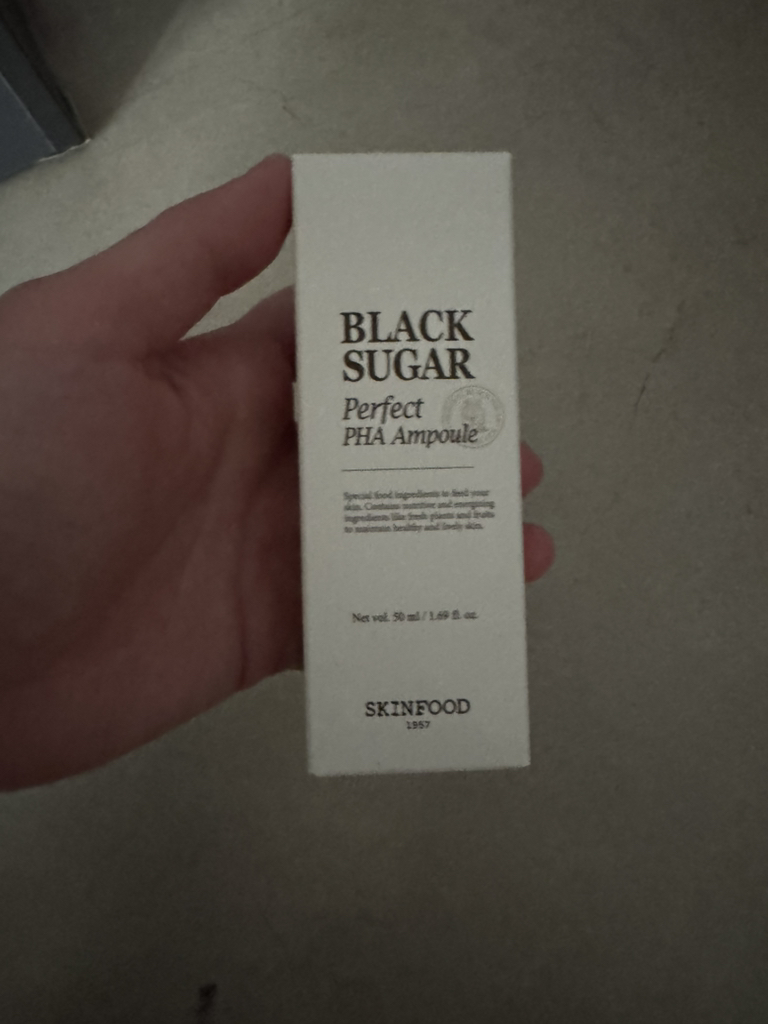 BLACK
SUGAR
Perfect
PHA Ampoule
Special food ingredients to feed your
skin. Contains nutritive and energizing
ingredients like fresh plants and fruits
to maintain healthy and lively skin.
Net vol. 50 ml / 1.69 fl. oz.
SKINFOOD
1957